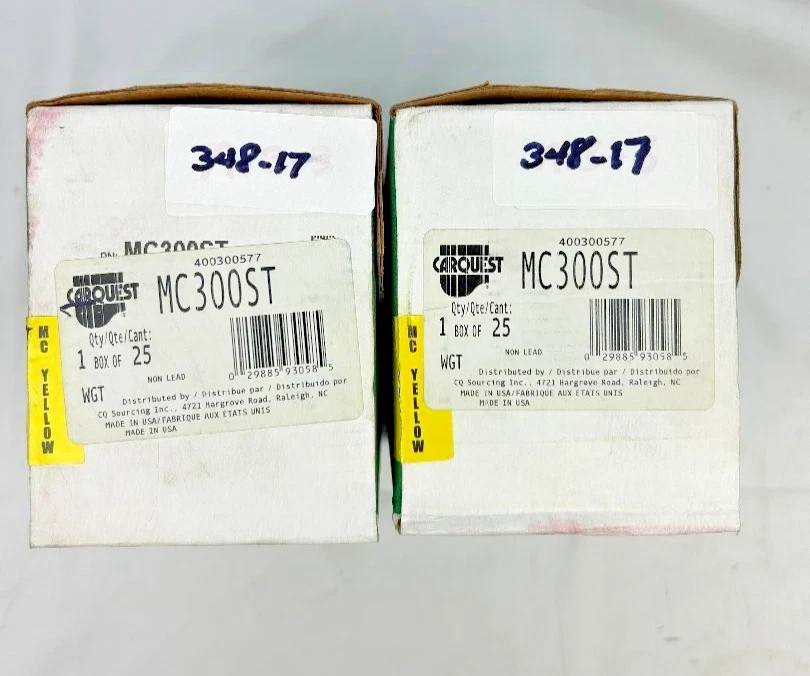 348-17
PN: MC300ST
400300577
CARQUEST
MC300ST
Qty/Qte/Cant:
1 BOX OF 25
NON LEAD
0 29885 93058 5
WGT
Distributed by / Distribue par / Distribuido por
CQ Sourcing Inc., 4721 Hargrove Road, Raleigh, NC
MADE IN USA/FABRIQUE AUX ETATS UNIS
MADE IN USA
MC YELLOW
348-17
400300577
CARQUEST
MC300ST
Qty/Qte/Cant:
1 BOX OF 25
NON LEAD
0 29885 93058 5
WGT
Distributed by / Distribue par / Distribuido por
CQ Sourcing Inc., 4721 Hargrove Road, Raleigh, NC
MADE IN USA/FABRIQUE AUX ETATS UNIS
MADE IN USA
MC YELLOW